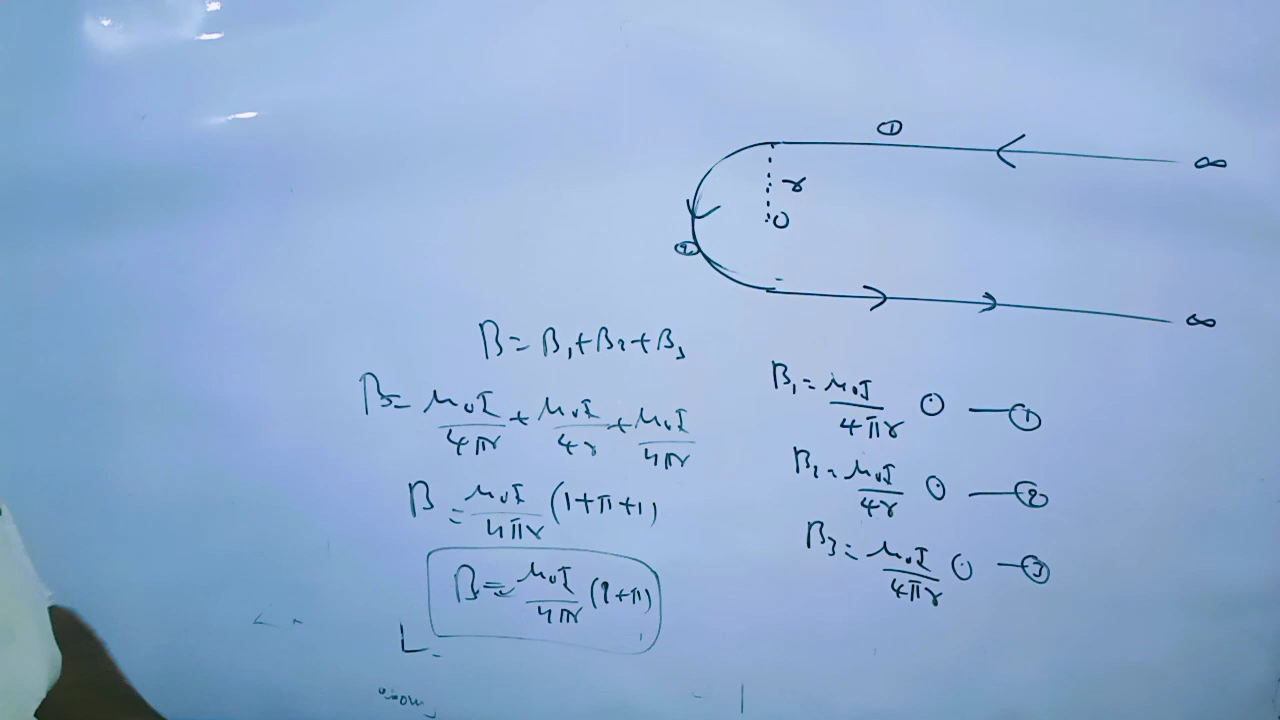 ①
∞
r
O
②
∞
B = B₁ + B₂ + B₃
B = μ₀I/4πr + μ₀I/4r + μ₀I/4πr
B = μ₀I/4πr (1+π+1)
B = μ₀I/4πr (2+π)
B₁ = μ₀I/4πr ⊙ — ①
B₂ = μ₀I/4r ⊙ — ②
B₃ = μ₀I/4πr ⊙ — ③